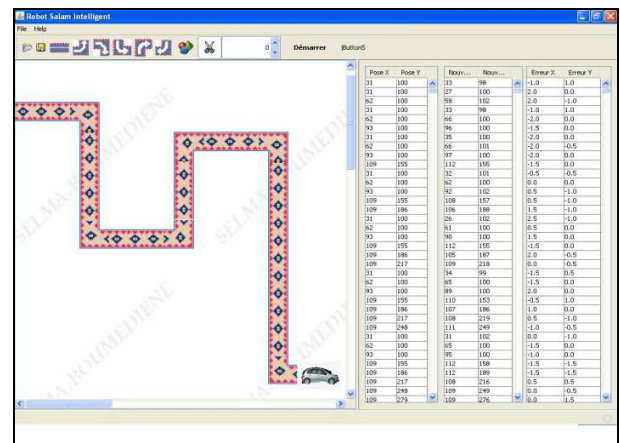 Robot Salam Intelligent
File Help
0 Démarrer jButton5
Pose X Pose Y Nouv... Nouv... Erreur X Erreur Y
31 100 33 98 -1.0 1.0
31 100 27 100 2.0 0.0
62 100 58 102 2.0 -1.0
31 100 33 98 -1.0 1.0
62 100 66 100 -2.0 0.0
93 100 96 100 -1.5 0.0
31 100 35 100 -2.0 0.0
62 100 66 101 -2.0 -0.5
93 100 97 100 -2.0 0.0
109 155 112 155 -1.5 0.0
31 100 32 101 -0.5 -0.5
62 100 62 100 0.0 0.0
93 100 92 102 0.5 -1.0
109 155 108 157 0.5 -1.0
109 186 106 188 1.5 -1.0
31 100 26 102 2.5 -1.0
62 100 61 100 0.5 0.0
93 100 90 100 1.5 0.0
109 155 112 155 -1.5 0.0
109 186 105 187 2.0 -0.5
109 217 109 218 0.0 -0.5
31 100 34 99 -1.5 0.5
62 100 65 100 -1.5 0.0
93 100 89 100 2.0 0.0
109 155 110 153 -0.5 1.0
109 186 107 186 1.0 0.0
109 217 108 219 0.5 -1.0
109 248 111 249 -1.0 -0.5
31 100 31 102 0.0 -1.0
62 100 65 100 -1.5 0.0
93 100 95 100 -1.0 0.0
109 155 112 158 -1.5 -1.5
109 186 112 189 -1.5 -1.5
109 217 108 216 0.5 0.5
109 248 109 249 0.0 -0.5
109 279 109 276 0.0 1.5
SELMA BOUMEDIENE